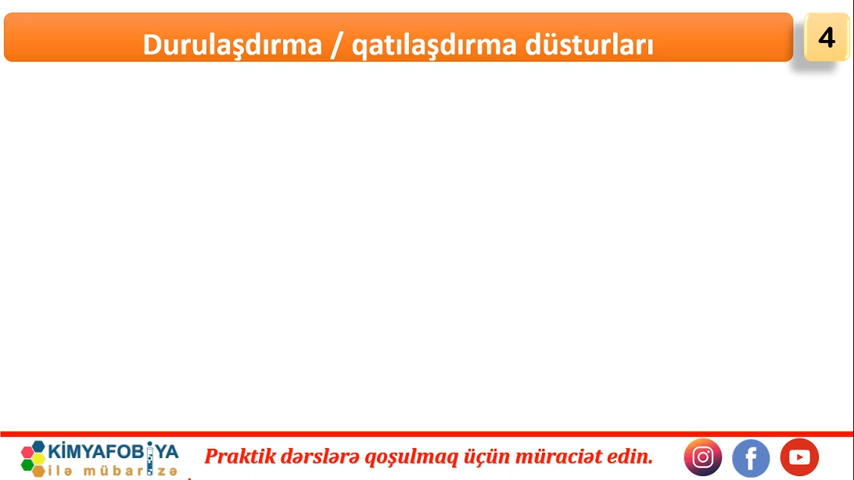 Durulaşdırma / qatılaşdırma düsturları
4
KİMYAFOBİYA
ilə mübarizə
Praktik dərslərə qoşulmaq üçün müraciət edin.